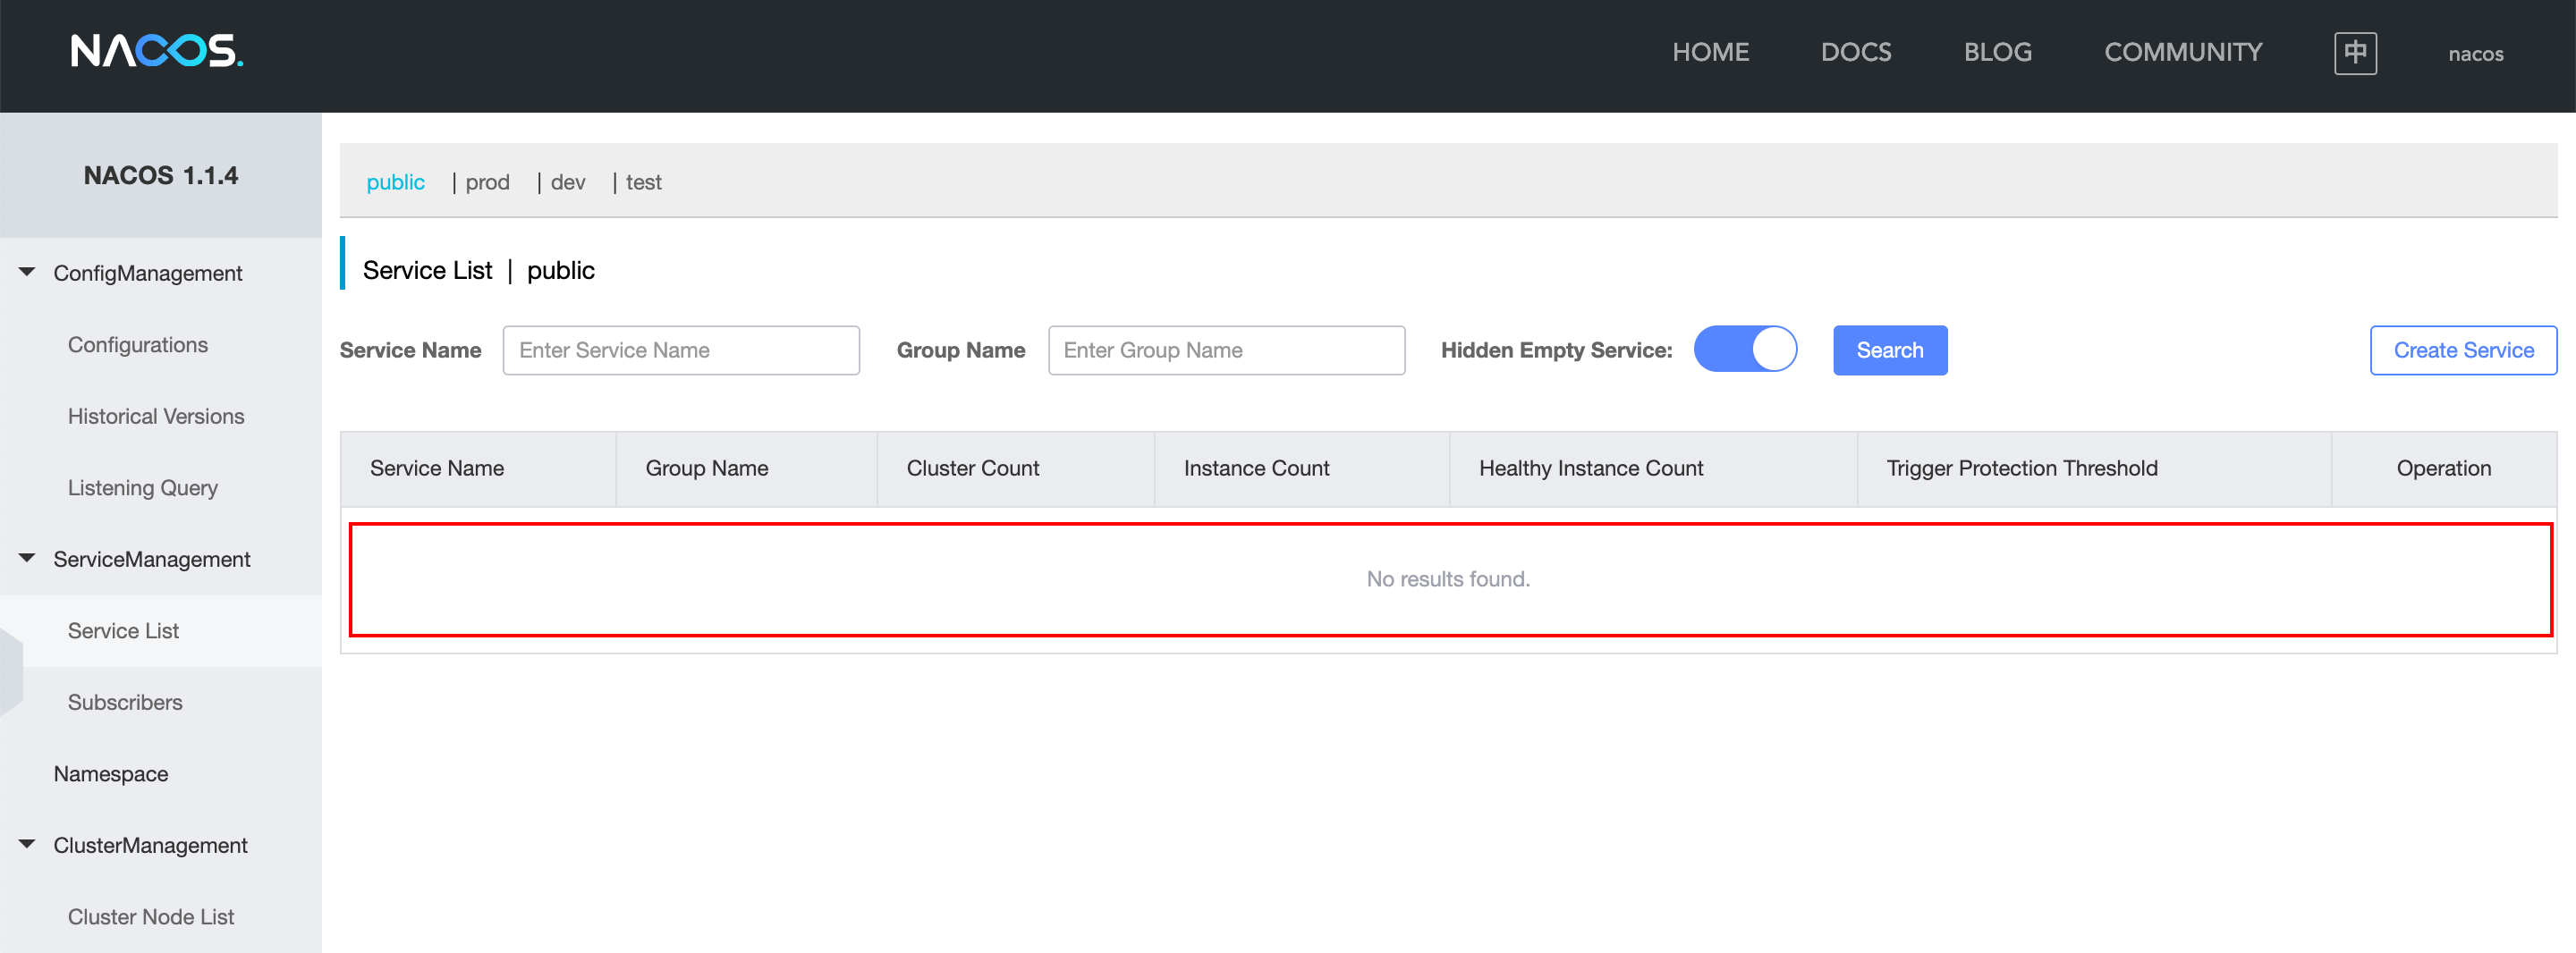 NACOS.
HOME DOCS BLOG COMMUNITY 中 nacos
NACOS 1.1.4
ConfigManagement
Configurations
Historical Versions
Listening Query
ServiceManagement
Service List
Subscribers
Namespace
ClusterManagement
Cluster Node List
public | prod | dev | test
Service List | public
Service Name Enter Service Name Group Name Enter Group Name Hidden Empty Service: Search Create Service
Service Name Group Name Cluster Count Instance Count Healthy Instance Count Trigger Protection Threshold Operation
No results found.